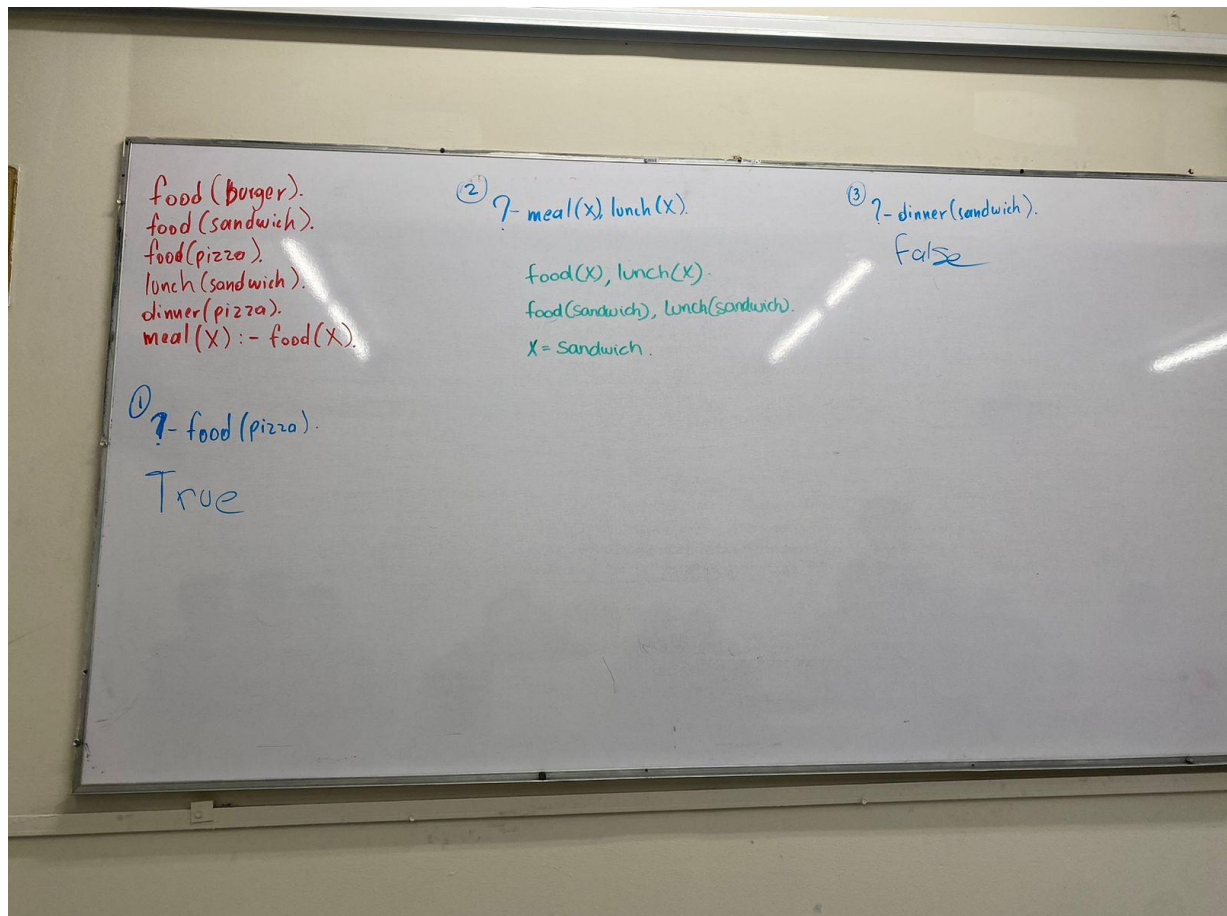 food (burger).
food (sandwich).
food (pizza).
lunch (sandwich).
dinner (pizza).
meal (X) :- food (X).
①
?- food (pizza).
True
②
?- meal (X), lunch (X).
food (X), lunch (X).
food (sandwich), lunch (sandwich).
X = sandwich.
③
?- dinner (sandwich).
false